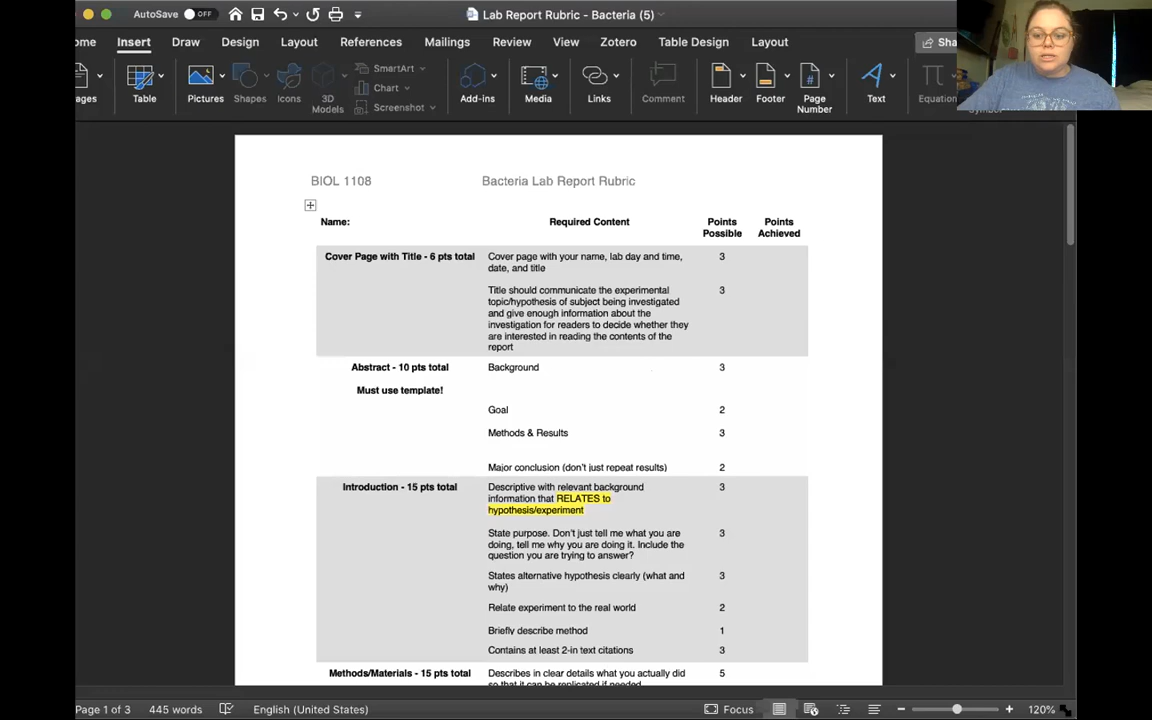 AutoSave OFF Lab Report Rubric - Bacteria (5)
ome Insert Draw Design Layout References Mailings Review View Zotero Table Design Layout Sha
ages Table Pictures Shapes Icons 3D Models SmartArt Chart Screenshot Add-ins Media Links Comment Header Footer Page Number Text Equation
BIOL 1108 Bacteria Lab Report Rubric
Name: Required Content Points Possible Points Achieved
Cover Page with Title - 6 pts total Cover page with your name, lab day and time, 3
date, and title
Title should communicate the experimental 3
topic/hypothesis of subject being investigated
and give enough information about the
investigation for readers to decide whether they
are interested in reading the contents of the
report
Abstract - 10 pts total Background 3
Must use template!
Goal 2
Methods & Results 3
Major conclusion (don't just repeat results) 2
Introduction - 15 pts total Descriptive with relevant background 3
information that RELATES to
hypothesis/experiment
State purpose. Don't just tell me what you are 3
doing, tell me why you are doing it. Include the
question you are trying to answer?
States alternative hypothesis clearly (what and 3
why)
Relate experiment to the real world 2
Briefly describe method 1
Contains at least 2-in text citations 3
Methods/Materials - 15 pts total Describes in clear details what you actually did 5
so that it can be replicated if needed
Page 1 of 3 445 words English (United States) Focus 120%